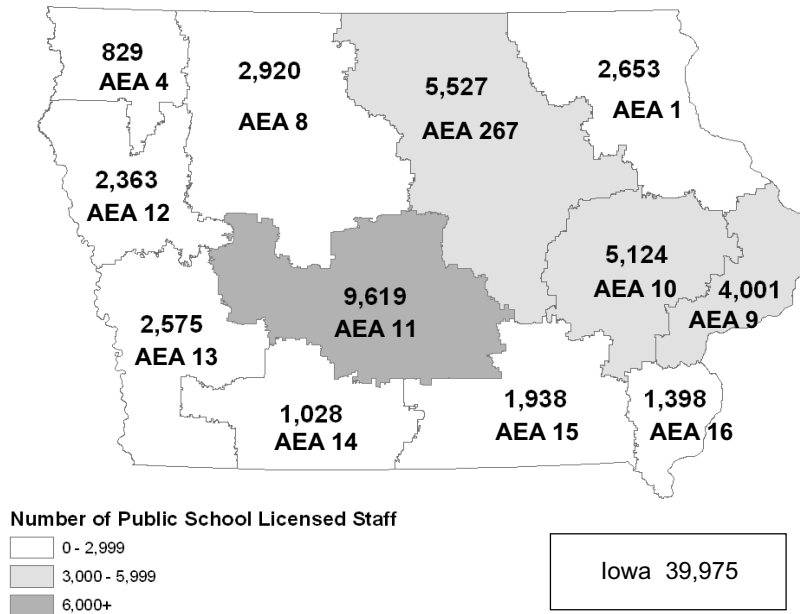 829
AEA 4
2,920
AEA 8
5,527
AEA 267
2,653
AEA 1
2,363
AEA 12
5,124
AEA 10
4,001
AEA 9
9,619
AEA 11
2,575
AEA 13
1,028
AEA 14
1,938
AEA 15
1,398
AEA 16
Number of Public School Licensed Staff
0 - 2,999
3,000 - 5,999
6,000+
Iowa 39,975